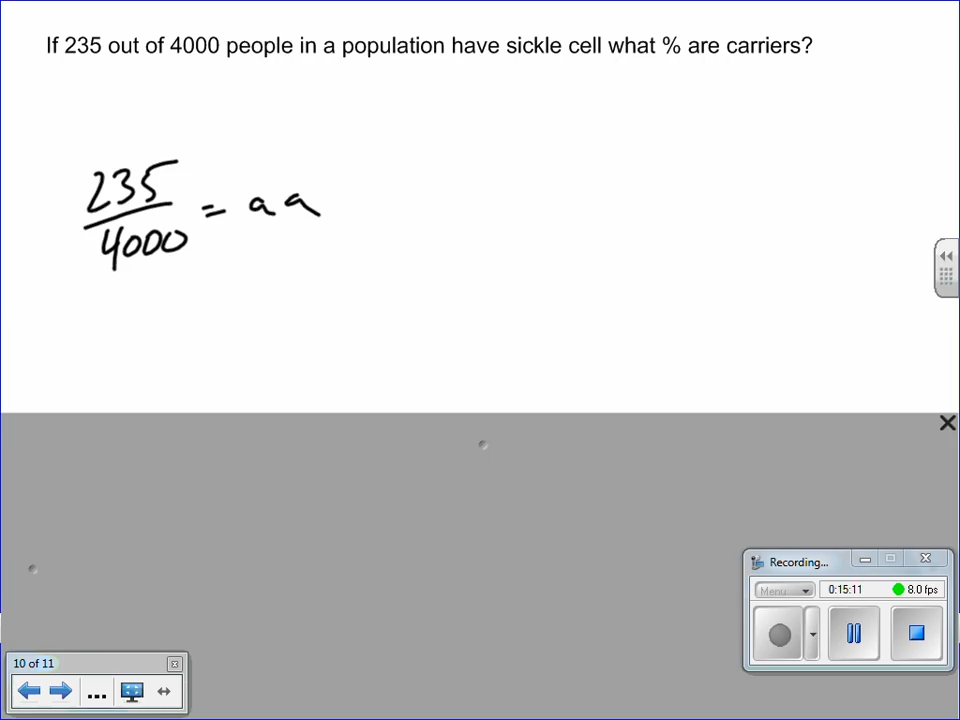 If 235 out of 4000 people in a population have sickle cell what % are carriers?
235
4000
= aa
Recording...
Menu
0:15:11
8.0 fps
10 of 11
...